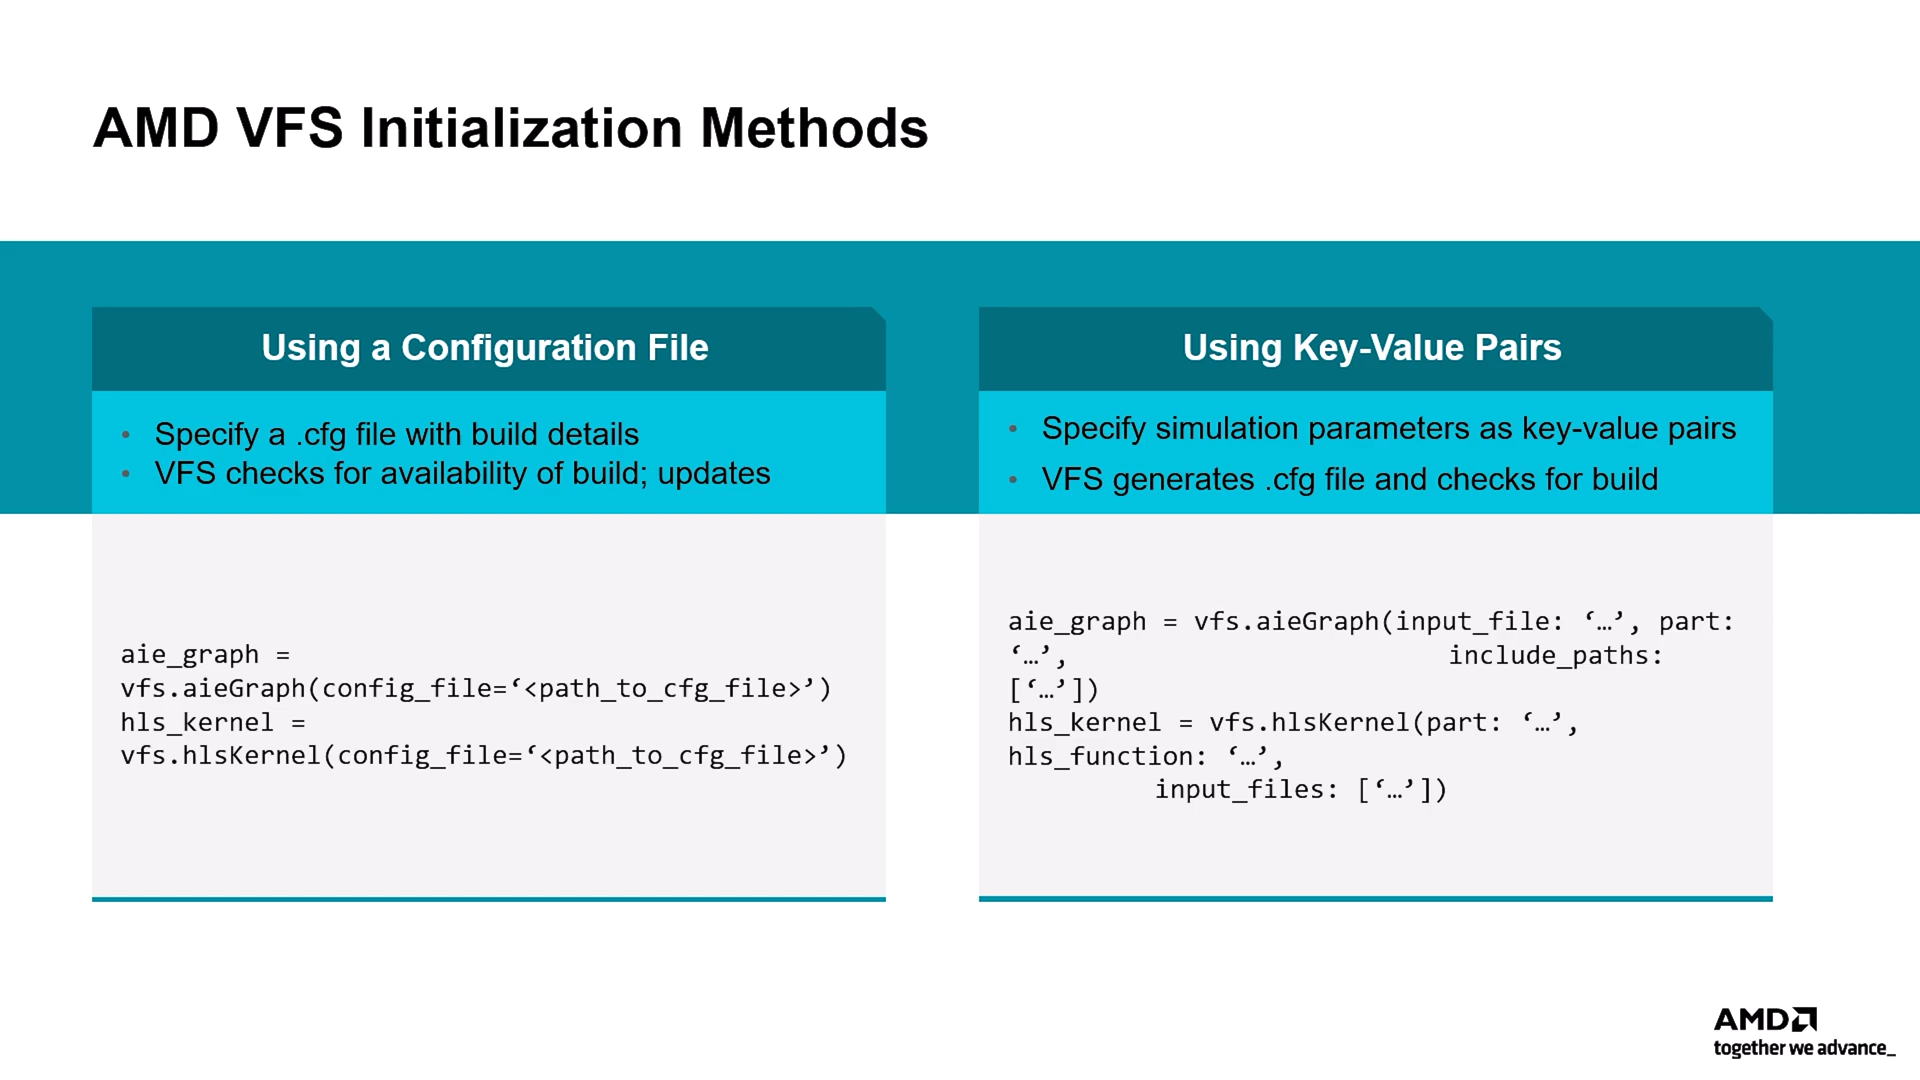 AMD VFS Initialization Methods
Using a Configuration File
• Specify a .cfg file with build details
• VFS checks for availability of build; updates
aie_graph =
vfs.aieGraph(config_file=‘<path_to_cfg_file>’)
hls_kernel =
vfs.hlsKernel(config_file=‘<path_to_cfg_file>’)
Using Key-Value Pairs
• Specify simulation parameters as key-value pairs
• VFS generates .cfg file and checks for build
aie_graph = vfs.aieGraph(input_file: ‘…’, part:
‘…’, include_paths:
[‘…’])
hls_kernel = vfs.hlsKernel(part: ‘…’,
hls_function: ‘…’,
input_files: [‘…’])
AMD
together we advance_